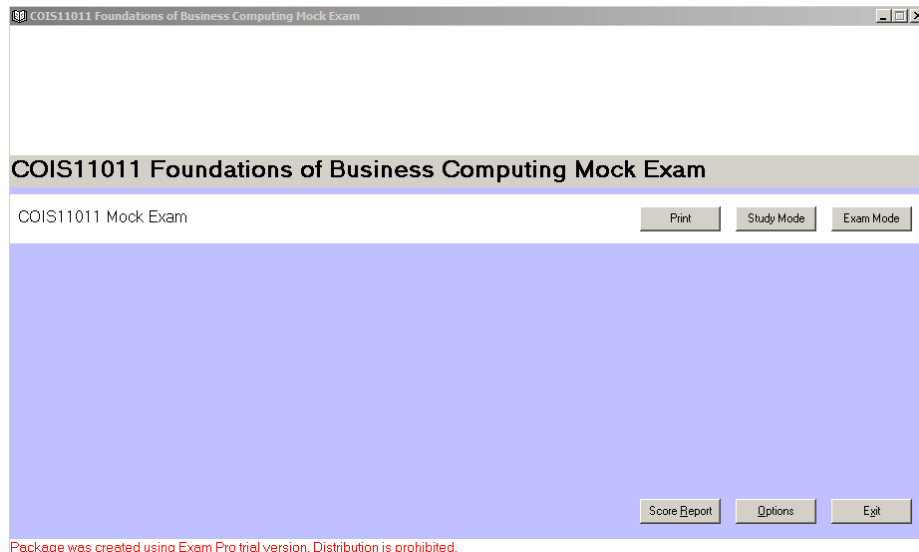 COIS11011 Foundations of Business Computing Mock Exam
COIS11011 Foundations of Business Computing Mock Exam
COIS11011 Mock Exam Print Study Mode Exam Mode
Score Report Options Exit
Package was created using Exam Pro trial version. Distribution is prohibited.